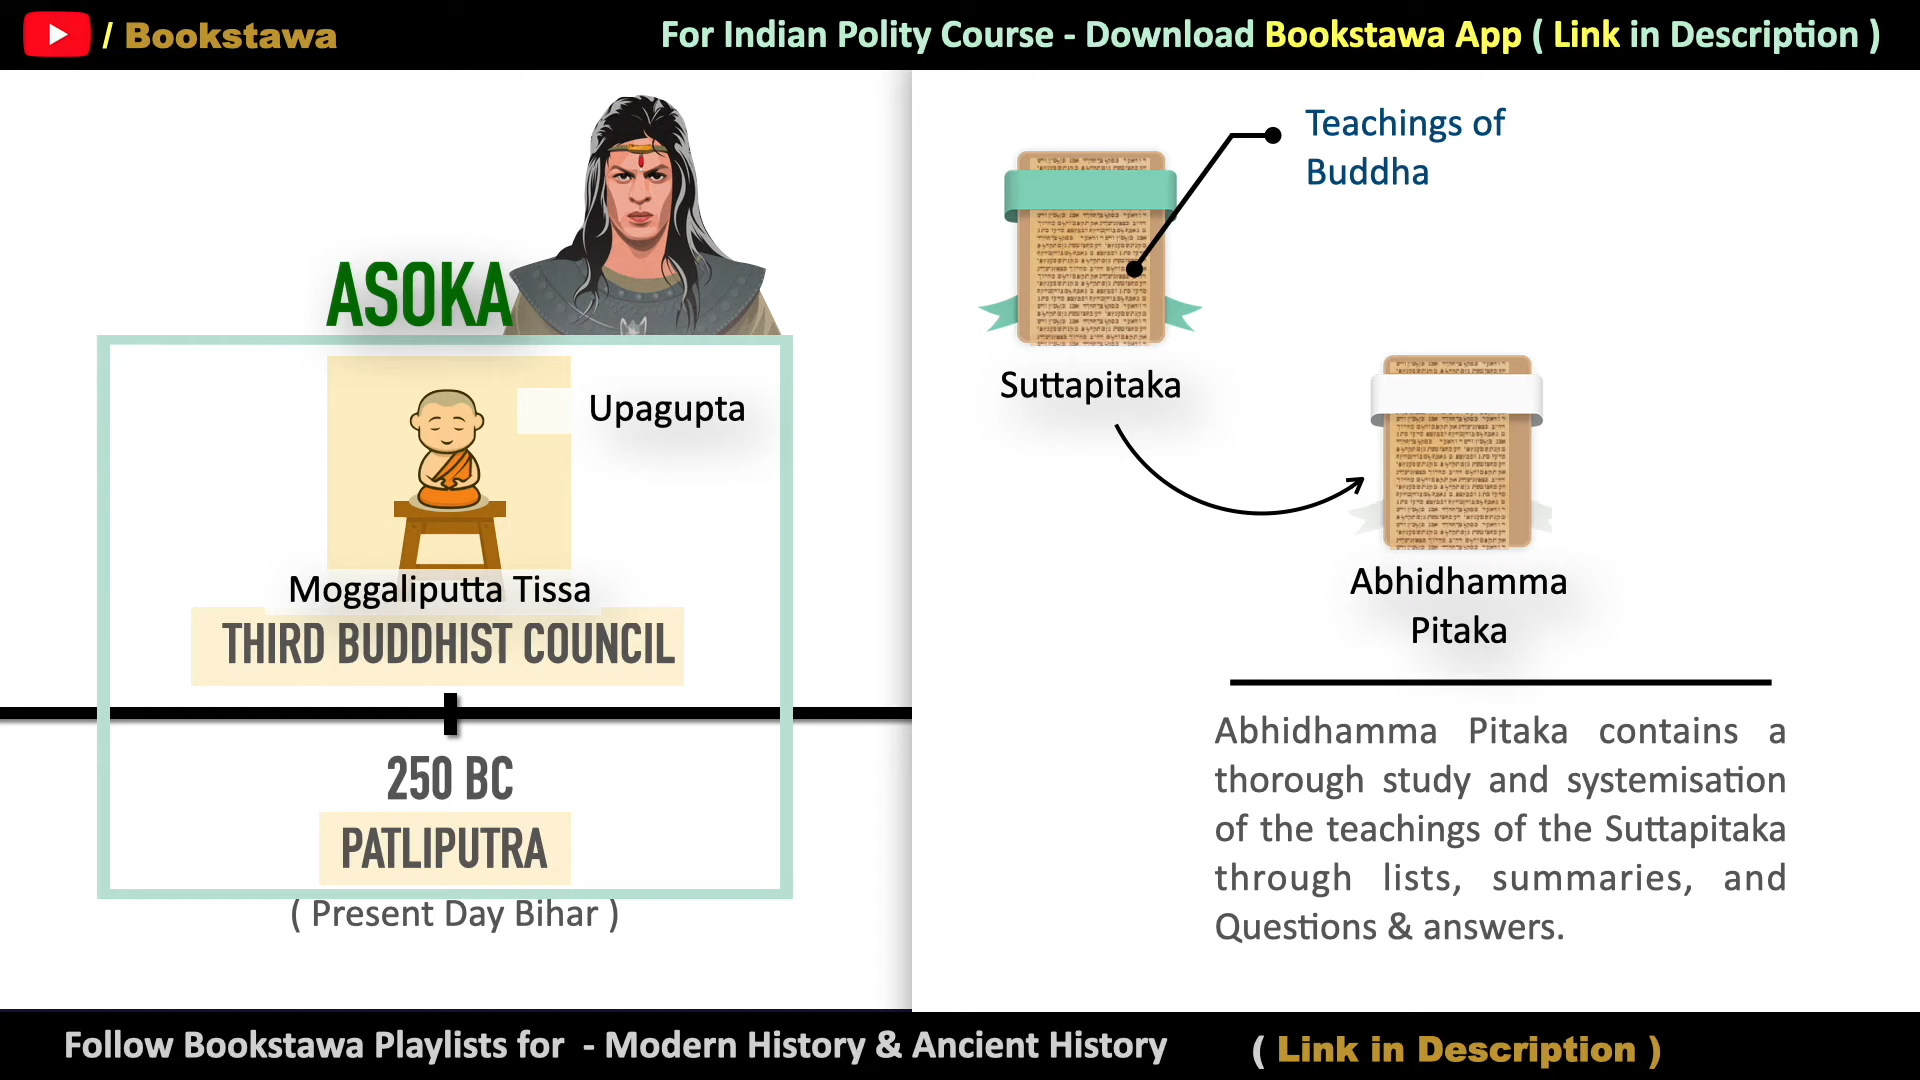 / Bookstawa
For Indian Polity Course - Download Bookstawa App ( Link in Description )
ASOKA
Upagupta
Moggaliputta Tissa
THIRD BUDDHIST COUNCIL
250 BC
PATLIPUTRA
( Present Day Bihar )
Teachings of
Buddha
Suttapitaka
Abhidhamma
Pitaka
Abhidhamma Pitaka contains a
thorough study and systemisation
of the teachings of the Suttapitaka
through lists, summaries, and
Questions & answers.
Follow Bookstawa Playlists for - Modern History & Ancient History
( Link in Description )